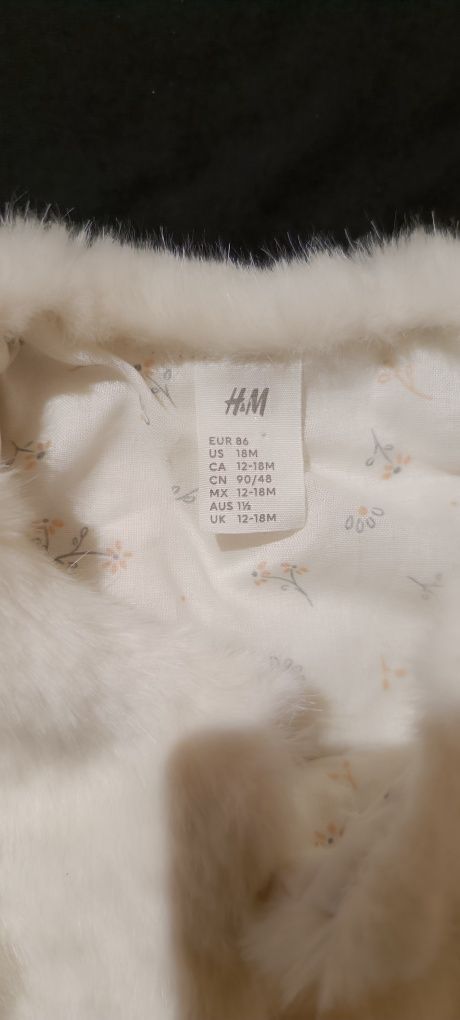 H&M
EUR 86
US 18M
CA 12-18M
CN 90/48
MX 12-18M
AUS 1½
UK 12-18M